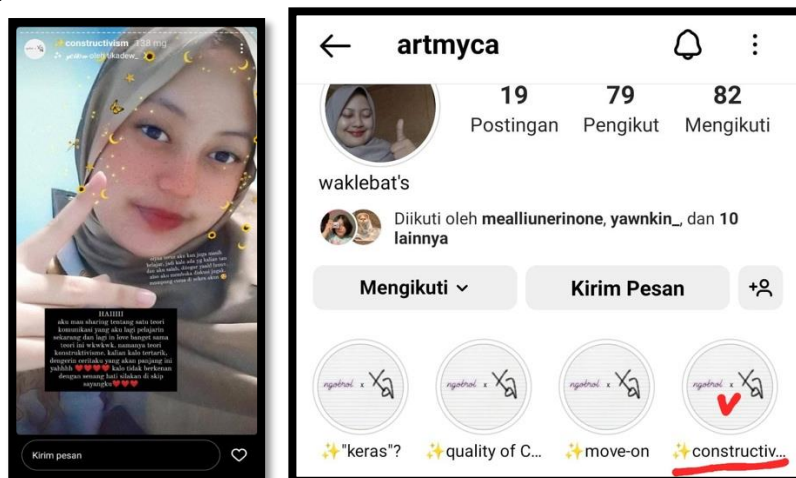 ✨constructivism 178 mg
oleh
HAIIIII
aku mau sharing tentang satu teori
komunikasi yang aku lagi pelajarin
sekarang dan lagi in love banget sama
teori ini wkwkwk, namanya teori
konstruktivisme, kalian kalo tertarik,
dengerin ceritaku yang akan panjang ini
yahhhh ❤️❤️❤️❤️ kalo tidak berkenan
dengan senang hati silakan di skip
sayangku❤️❤️❤️
Kirim pesan
artmyca
19 79 82
Postingan Pengikut Mengikuti
waklebat's
Diikuti oleh mealliunerinone, yawnkin_, dan 10
lainnya
Mengikuti Kirim Pesan
ngobrol x ngobrol x ngobrol x ngobrol x
✨"keras"? ✨quality of C... ✨move-on ✨constructiv...